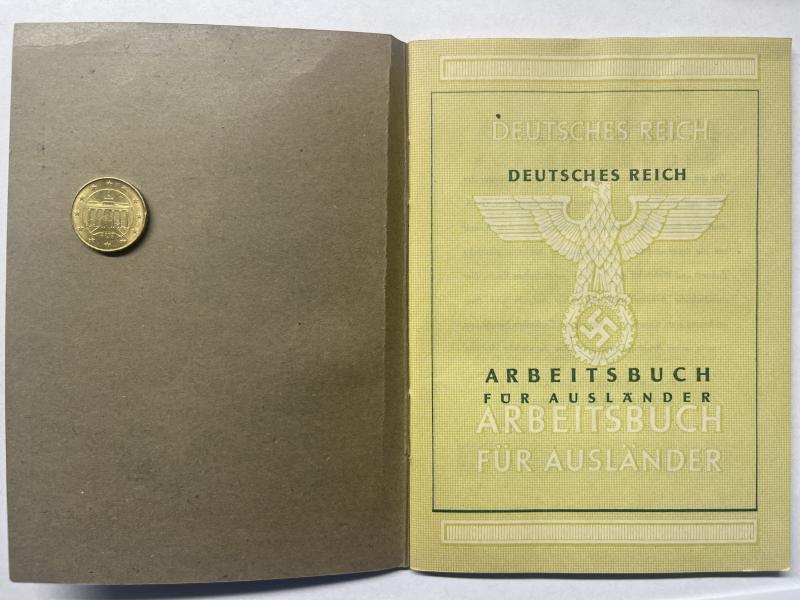 DEUTSCHES REICH
DEUTSCHES REICH
ARBEITSBUCH
FÜR AUSLÄNDER
ARBEITSBUCH
FÜR AUSLÄNDER